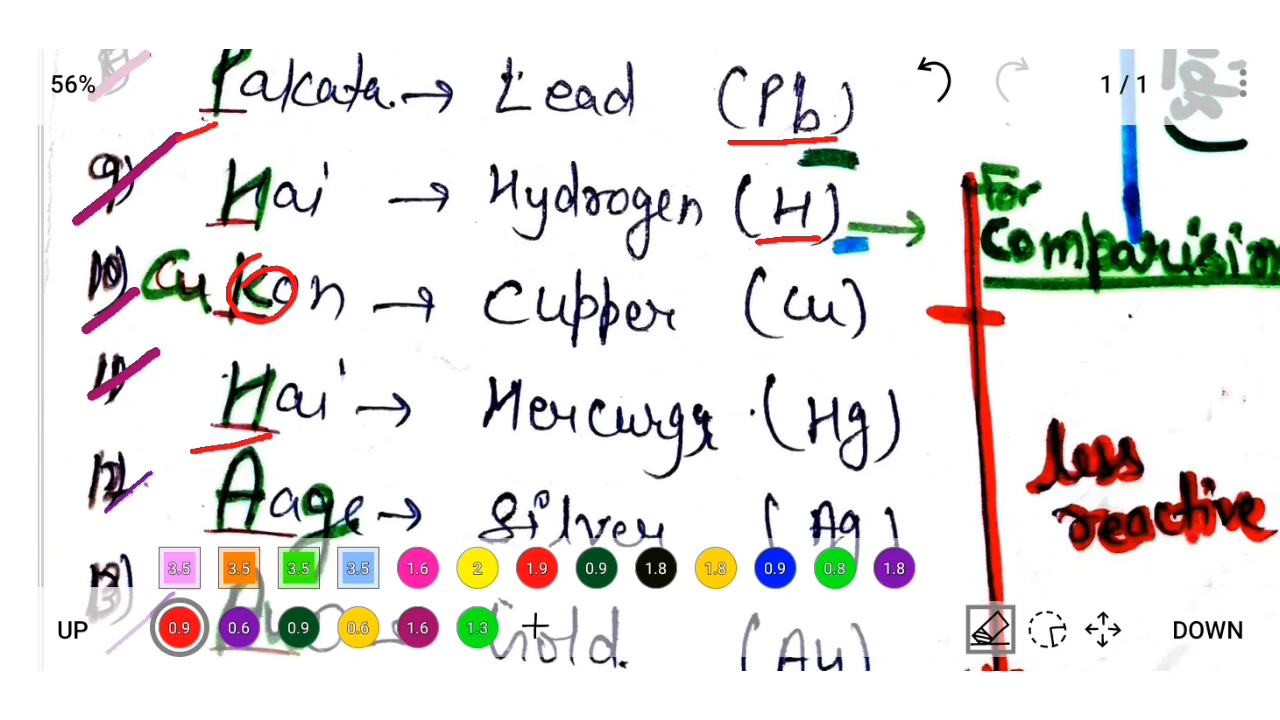 56%
1 / 1
Palkata. → Lead (Pb)
9) Hai → Hydrogen (H) →
For
Comparision
10) Cu Kon → Cupper (Cu)
11) Hai → (Hg)
less
reactive
12) Aage → Silver (Ag)
3.5 3.5 3.5 3.5 1.6 2 1.9 0.9 1.8 1.8 0.9 0.8 1.8
13) Gold. (Au)
UP 0.9 0.6 0.9 0.6 1.6 1.3 + DOWN